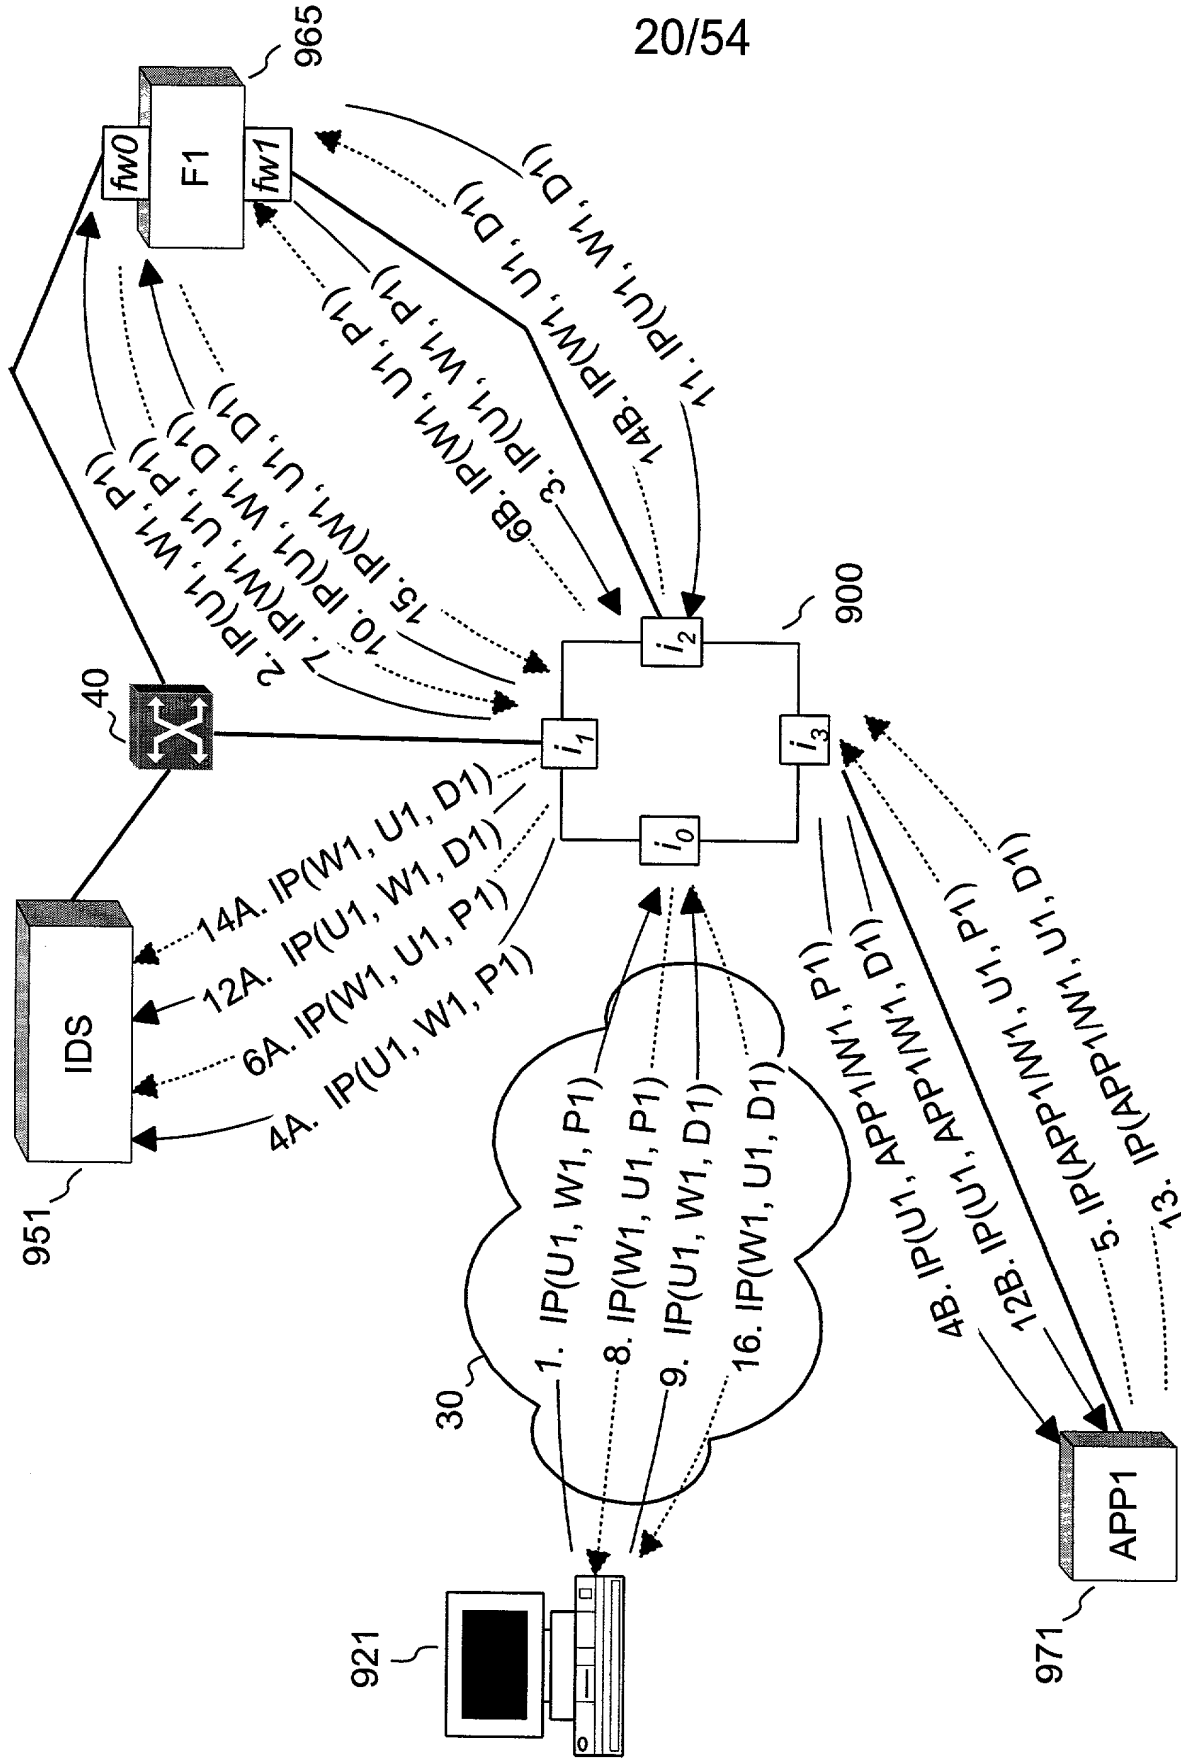 20/54
965
fw0
F1
fw1
40
IDS
951
2. IP(U1, W1, P1)
7. IP(W1, U1, P1)
10. IP(U1, W1, D1)
15. IP(W1, U1, D1)
6B. IP(W1, U1, P1)
3. IP(U1, W1, P1)
14B. IP(W1, U1, D1)
11. IP(U1, W1, D1)
14A. IP(W1, U1, D1)
12A. IP(U1, W1, D1)
6A. IP(W1, U1, P1)
4A. IP(U1, W1, P1)
i1
i2
i0
i3
900
30
1. IP(U1, W1, P1)
8. IP(W1, U1, P1)
9. IP(U1, W1, D1)
16. IP(W1, U1, D1)
4B. IP(U1, APP1/W1, P1)
12B. IP(U1, APP1/W1, D1)
5. IP(APP1/W1, U1, P1)
13. IP(APP1/W1, U1, D1)
921
APP1
971